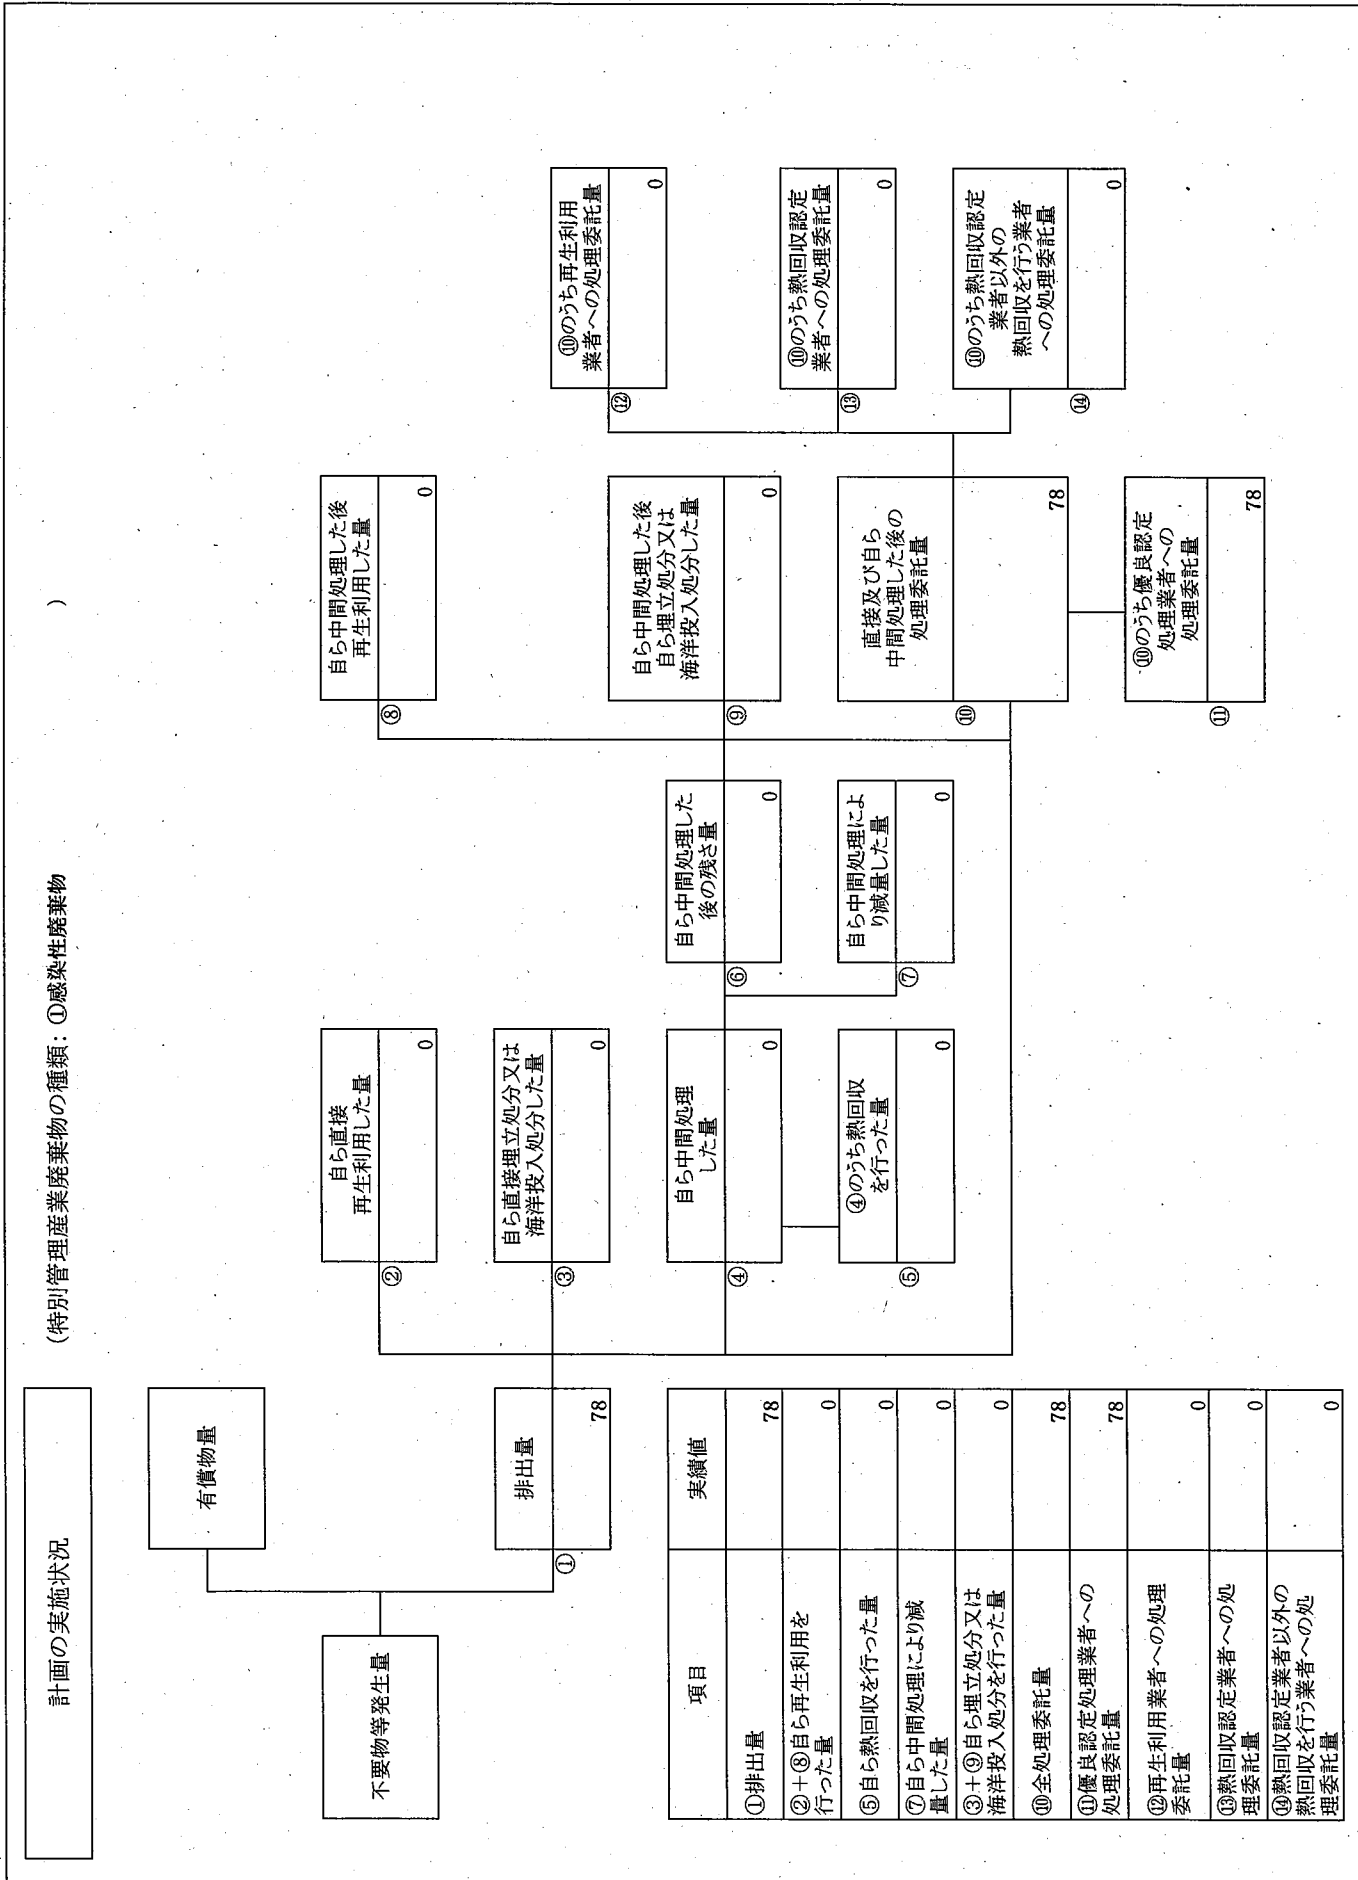 計画の実施状況
(特別管理産業廃棄物の種類：①感染性廃棄物 )
不要物等発生量
有償物量
①
排出量
78
②
自ら直接
再生利用した量
0
③
自ら直接埋立処分又は
海洋投入処分した量
0
④
自ら中間処理
した量
0
⑤
④のうち熱回収
を行った量
0
⑥
自ら中間処理した
後の残さ量
0
⑦
自ら中間処理によ
り減量した量
0
⑧
自ら中間処理した後
再生利用した量
0
⑨
自ら中間処理した後
自ら埋立処分又は
海洋投入処分した量
0
⑩
直接及び自ら
中間処理した後の
処理委託量
78
⑪
⑩のうち優良認定
処理業者への
処理委託量
78
⑫
⑩のうち再生利用
業者への処理委託量
0
⑬
⑩のうち熱回収認定
業者への処理委託量
0
⑭
⑩のうち熱回収認定
業者以外の
熱回収を行う業者
への処理委託量
0
項目 実績値
①排出量 78
②+⑧自ら再生利用を
行った量 0
⑤自ら熱回収を行った量 0
⑦自ら中間処理により減
量した量 0
③+⑨自ら埋立処分又は
海洋投入処分を行った量 0
⑩全処理委託量 78
⑪優良認定処理業者への
処理委託量 78
⑫再生利用業者への処理
委託量 0
⑬熱回収認定業者への処
理委託量 0
⑭熱回収認定業者以外の
熱回収を行う業者への処
理委託量 0